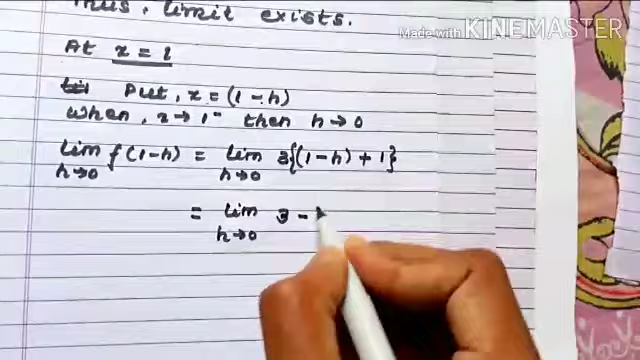 Thus, limit exists.
Made with KINEMASTER
At x = 1
Put, x = (1 - h)
when, x → 1⁻ then h → 0
lim f(1-h) = lim 3{(1-h) + 1}
h→0 h→0
= lim 3 -
h→0